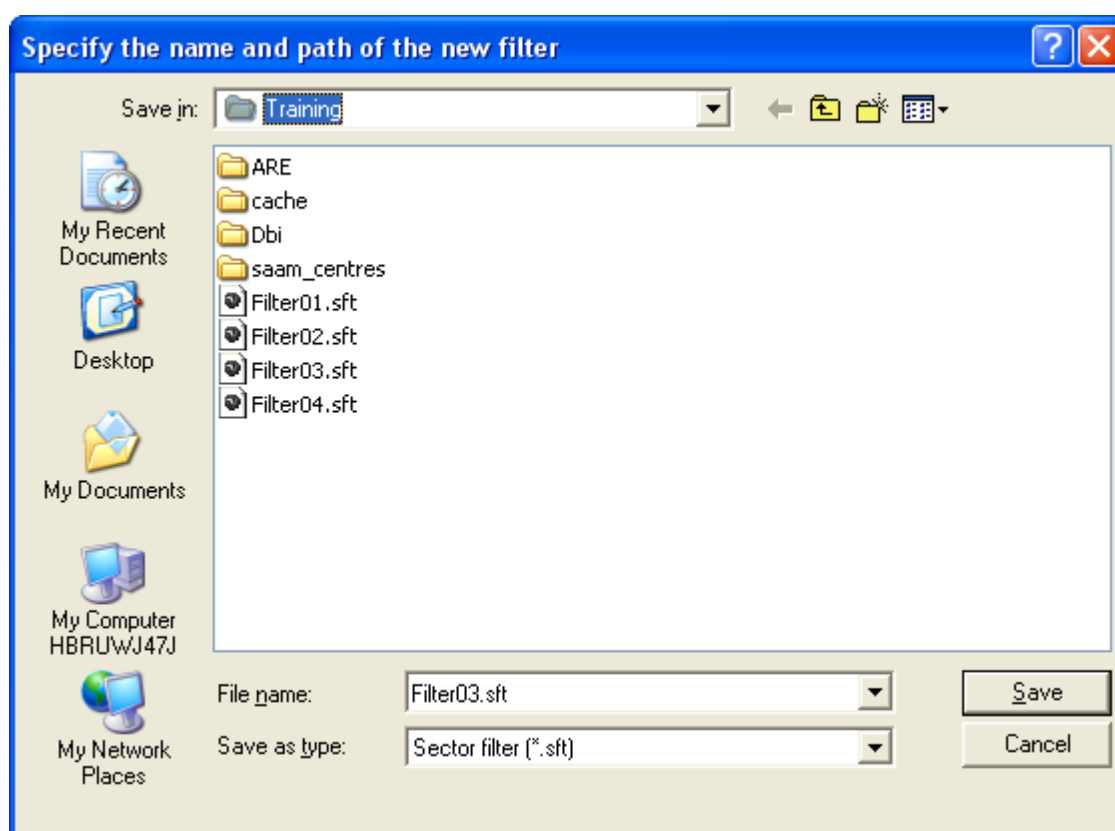 Specify the name and path of the new filter
Save in:
Training
My Recent
Documents
Desktop
My Documents
My Computer
HBRUWJ47J
My Network
Places
ARE
cache
Dbi
saam_centres
Filter01.sft
Filter02.sft
Filter03.sft
Filter04.sft
File name:
Filter03.sft
Save
Save as type:
Sector filter (*.sft)
Cancel